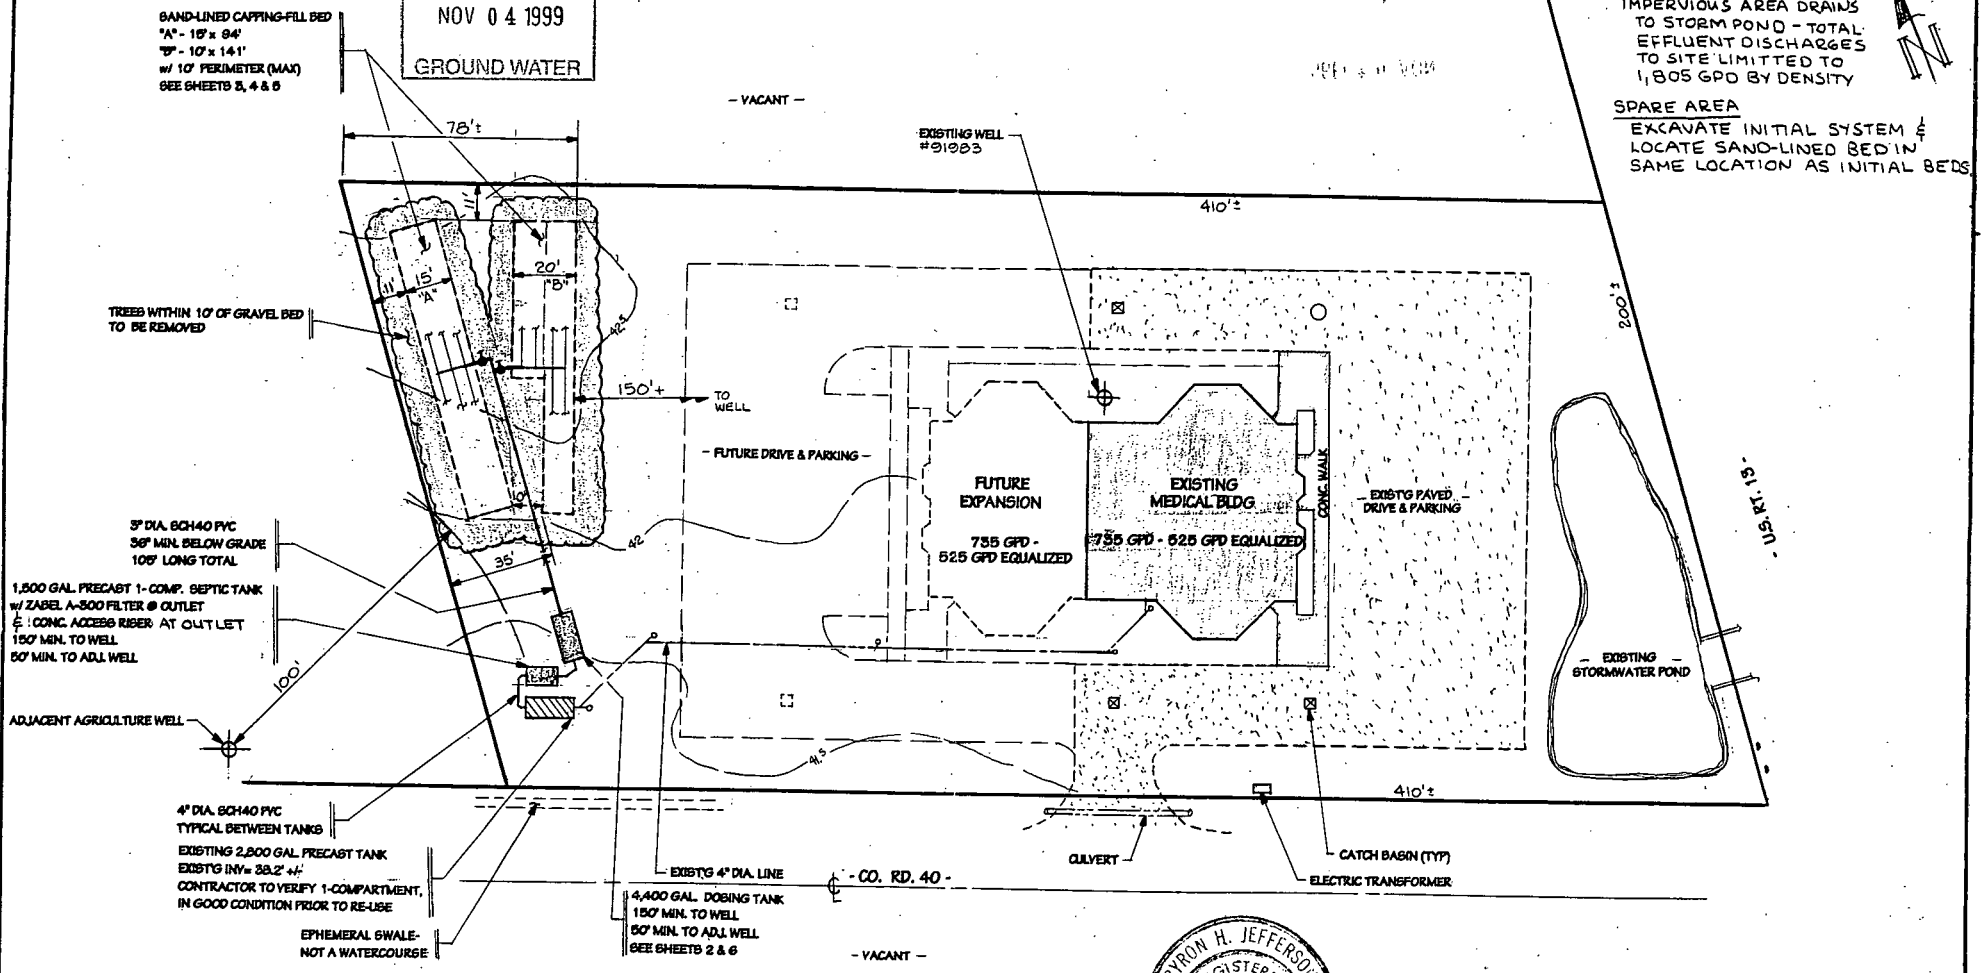 SAND-LINED CAPPING-FILL BED
"A" - 15' x 94'
"B" - 10' x 141'
w/ 10' PERIMETER (MAX)
SEE SHEETS 3, 4 & 5
NOV 04 1999
GROUND WATER
IMPERVIOUS AREA DRAINS
TO STORM POND - TOTAL
EFFLUENT DISCHARGES
TO SITE LIMITTED TO
1,805 GPD BY DENSITY
N
SPARE AREA
EXCAVATE INITIAL SYSTEM &
LOCATE SAND-LINED BED IN
SAME LOCATION AS INITIAL BEDS
- VACANT -
78'±
EXISTING WELL
#91983
11'
410'±
200'±
15'
"A"
11'
20'
"B"
42.5
TREES WITHIN 10' OF GRAVEL BED
TO BE REMOVED
150'+
TO
WELL
- FUTURE DRIVE & PARKING -
FUTURE
EXPANSION
735 GPD -
525 GPD EQUALIZED
EXISTING
MEDICAL BLDG
735 GPD - 525 GPD EQUALIZED
CONC. WALK
- EXIST'G PAVED -
DRIVE & PARKING
- U.S. RT. 13 -
10'
42
35'
3" DIA. SCH40 PVC
36" MIN. BELOW GRADE
105' LONG TOTAL
1,500 GAL. PRECAST 1-COMP. SEPTIC TANK
w/ ZABEL A-300 FILTER @ OUTLET
& CONC. ACCESS RISER AT OUTLET
150' MIN. TO WELL
50' MIN. TO ADJ. WELL
100'
- EXISTING -
STORMWATER POND
ADJACENT AGRICULTURE WELL
41.5
410'±
4" DIA. SCH40 PVC
TYPICAL BETWEEN TANKS
EXISTING 2,800 GAL. PRECAST TANK
EXIST'G INV= 38.2' +/-
CONTRACTOR TO VERIFY 1-COMPARTMENT,
IN GOOD CONDITION PRIOR TO RE-USE
EPHEMERAL SWALE-
NOT A WATERCOURSE
EXIST'G 4" DIA. LINE
4,400 GAL. DOSING TANK
150' MIN. TO WELL
50' MIN. TO ADJ. WELL
SEE SHEETS 2 & 6
- CO. RD. 40 -
CULVERT
CATCH BASIN (TYP)
ELECTRIC TRANSFORMER
- VACANT -
BYRON H. JEFFERSON